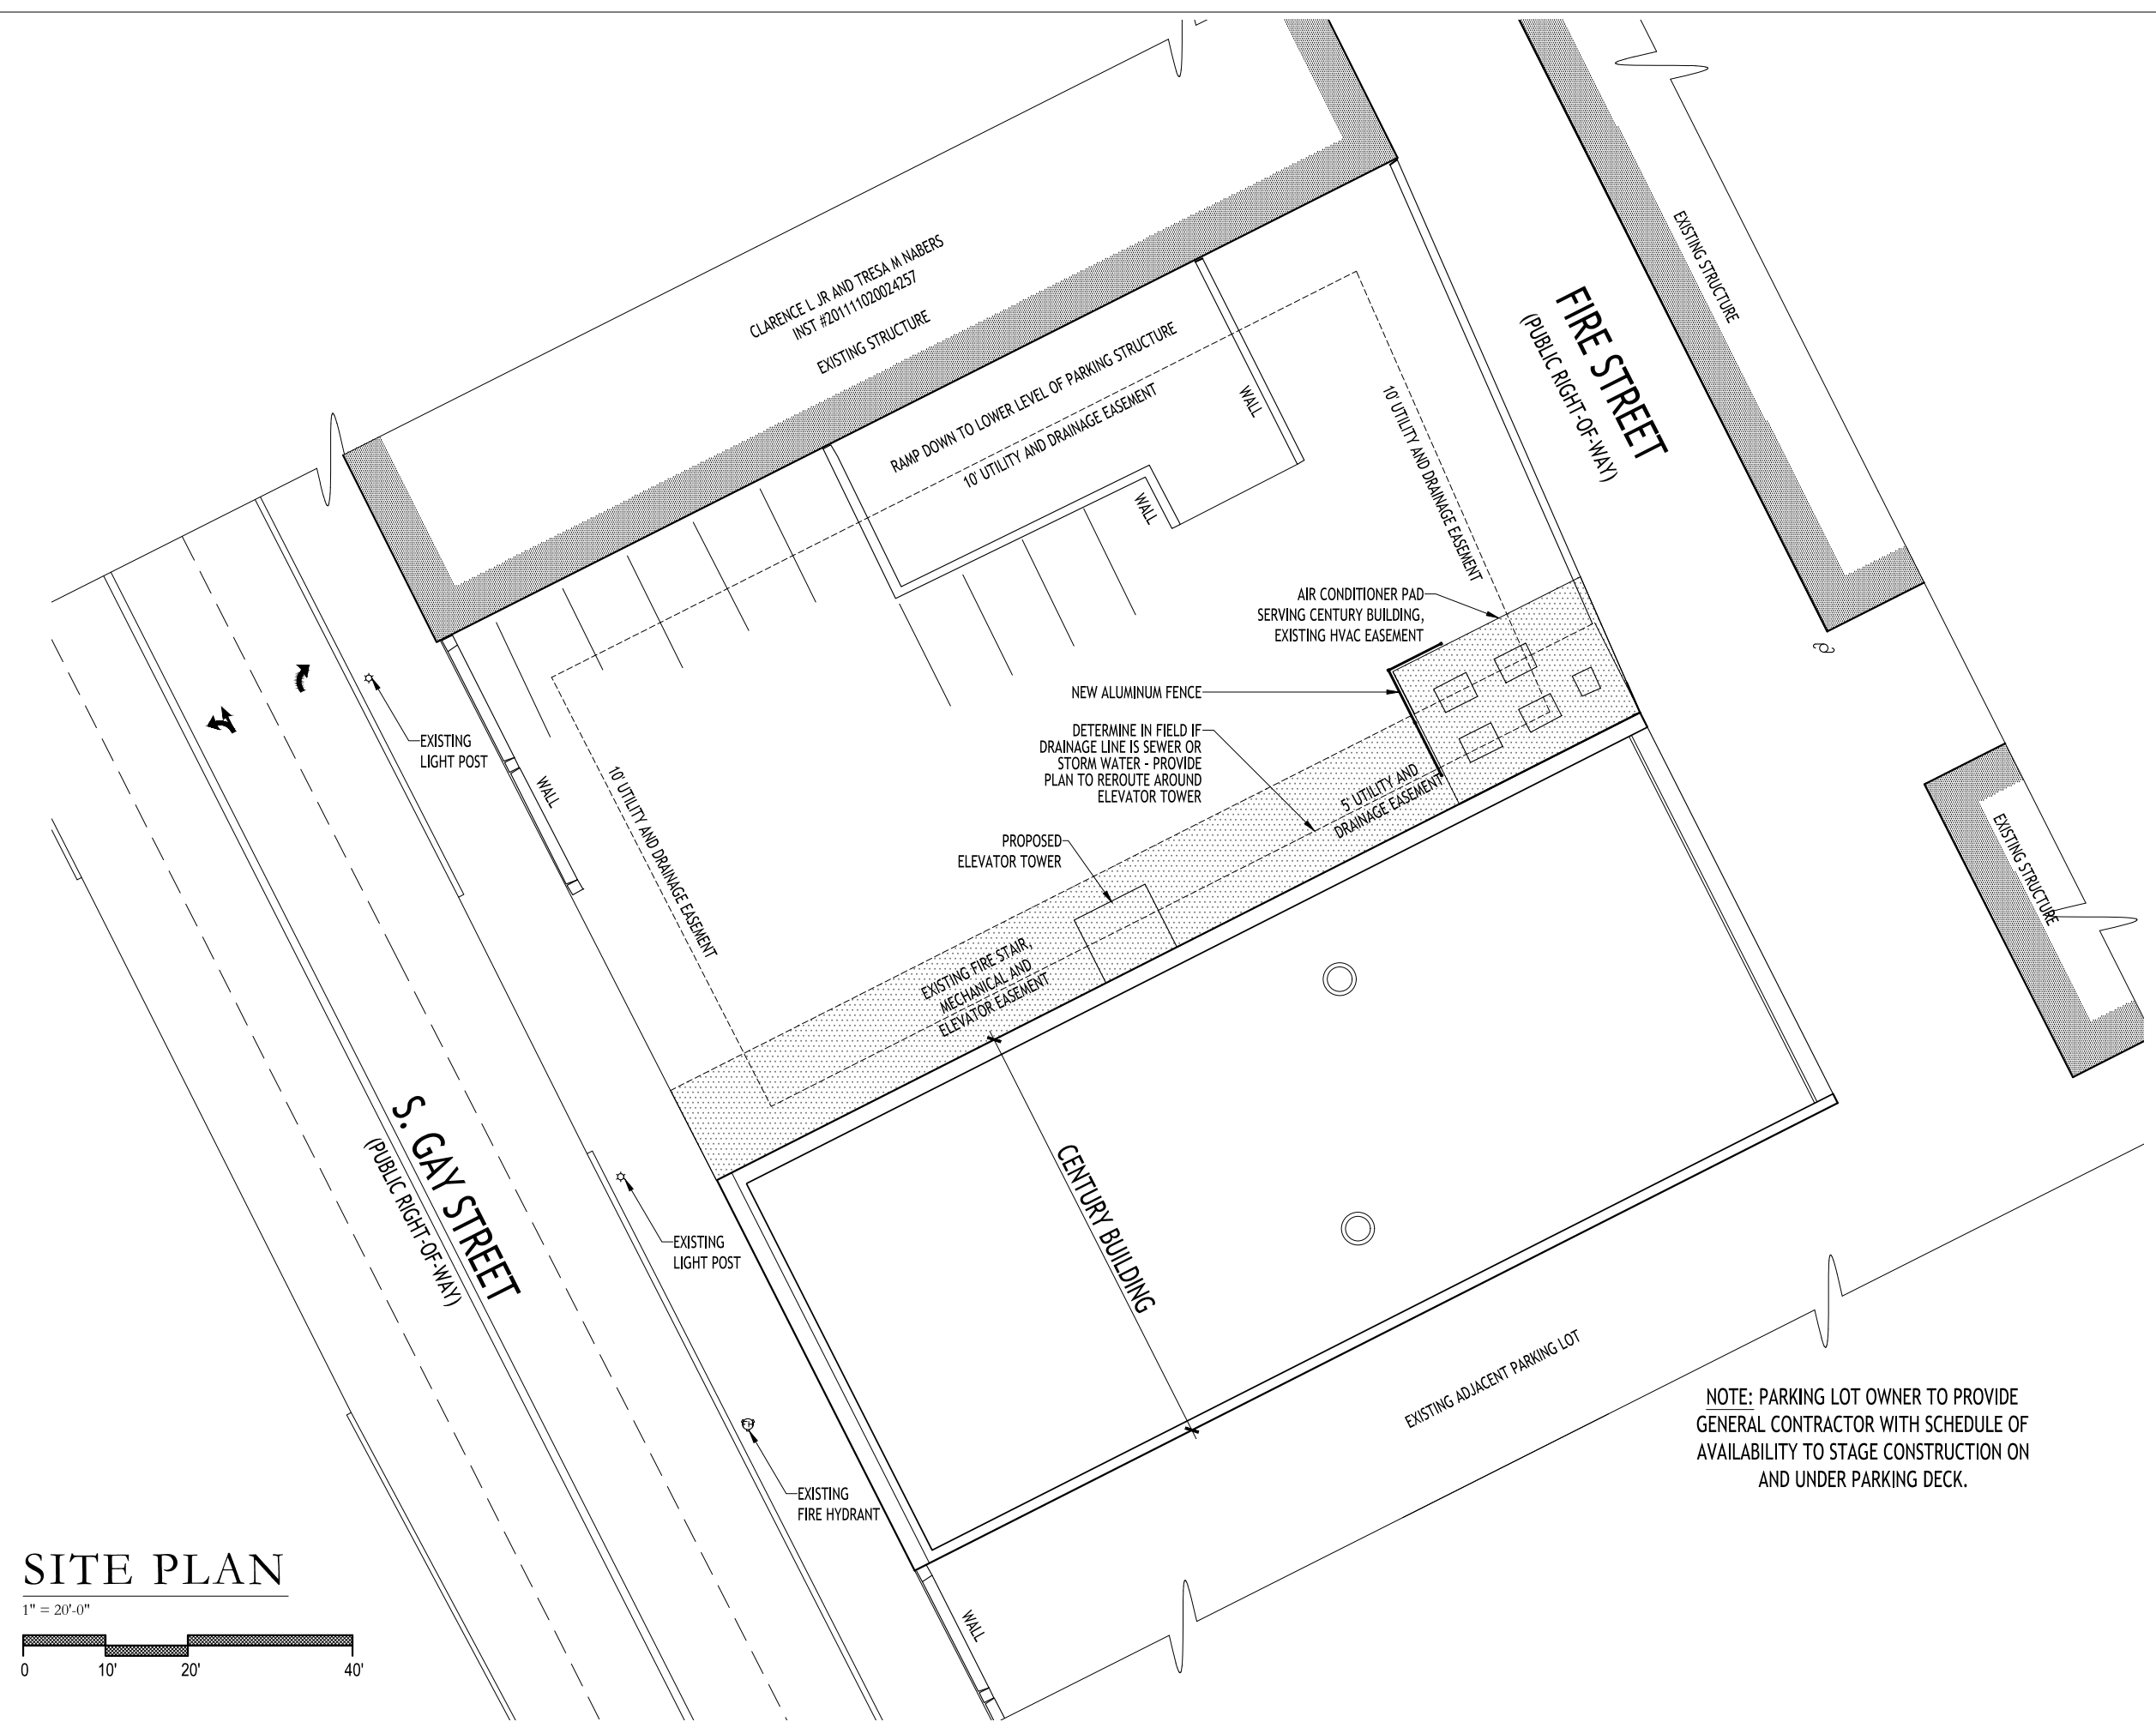 CLARENCE L JR AND TRESA M NABERS
INST #201111020024257
EXISTING STRUCTURE
RAMP DOWN TO LOWER LEVEL OF PARKING STRUCTURE
10' UTILITY AND DRAINAGE EASEMENT
WALL
WALL
10' UTILITY AND DRAINAGE EASEMENT
FIRE STREET
(PUBLIC RIGHT-OF-WAY)
EXISTING STRUCTURE
AIR CONDITIONER PAD
SERVING CENTURY BUILDING,
EXISTING HVAC EASEMENT
NEW ALUMINUM FENCE
DETERMINE IN FIELD IF
DRAINAGE LINE IS SEWER OR
STORM WATER - PROVIDE
PLAN TO REROUTE AROUND
ELEVATOR TOWER
5' UTILITY AND
DRAINAGE EASEMENT
PROPOSED
ELEVATOR TOWER
EXISTING
LIGHT POST
WALL
10' UTILITY AND DRAINAGE EASEMENT
EXISTING FIRE STAIR,
MECHANICAL AND
ELEVATOR EASEMENT
EXISTING STRUCTURE
S. GAY STREET
(PUBLIC RIGHT-OF-WAY)
EXISTING
LIGHT POST
CENTURY BUILDING
FH
EXISTING
FIRE HYDRANT
EXISTING ADJACENT PARKING LOT
WALL
NOTE: PARKING LOT OWNER TO PROVIDE
GENERAL CONTRACTOR WITH SCHEDULE OF
AVAILABILITY TO STAGE CONSTRUCTION ON
AND UNDER PARKING DECK.
SITE PLAN
1" = 20'-0"
0 10' 20' 40'